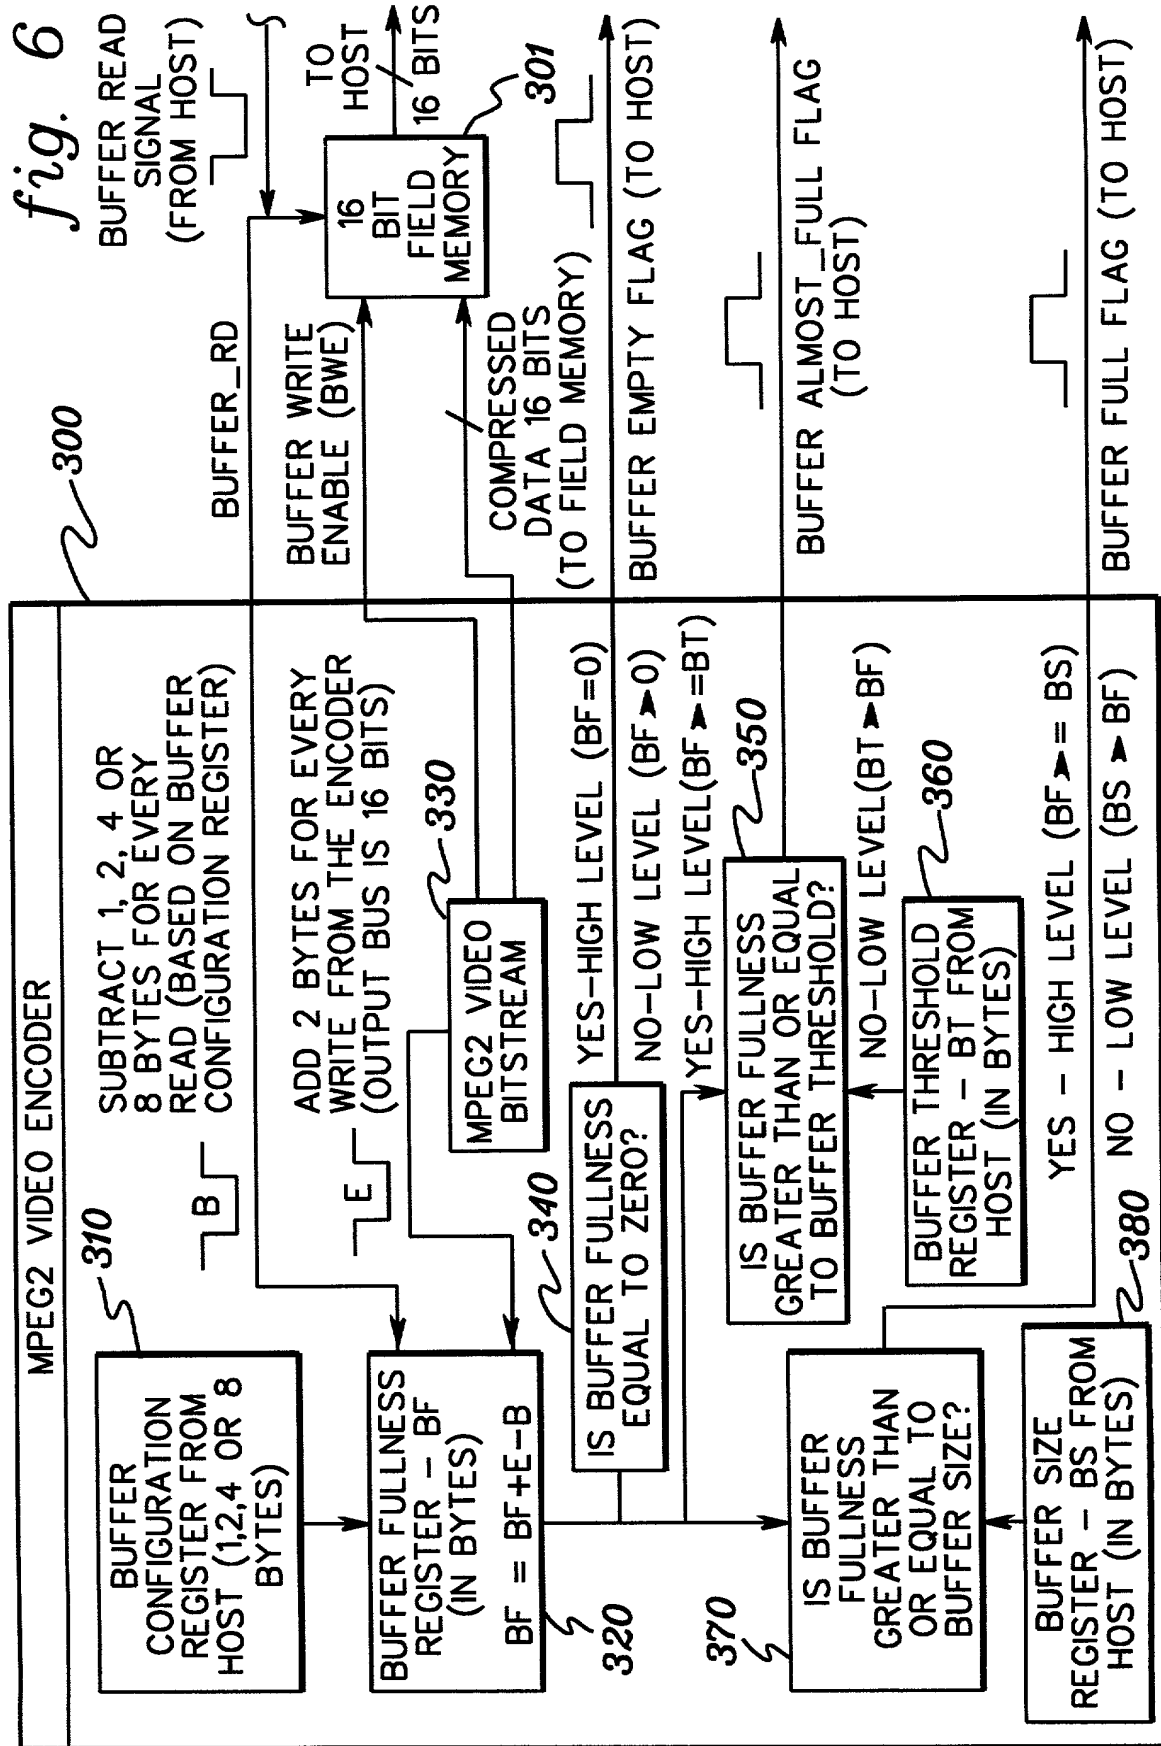 fig. 6
MPEG2 VIDEO ENCODER
300
310
BUFFER
CONFIGURATION
REGISTER FROM
HOST (1,2,4 OR 8
BYTES)
B
SUBTRACT 1, 2, 4 OR
8 BYTES FOR EVERY
READ (BASED ON BUFFER
CONFIGURATION REGISTER)
BUFFER_RD
BUFFER READ
SIGNAL
(FROM HOST)
E
ADD 2 BYTES FOR EVERY
WRITE FROM THE ENCODER
(OUTPUT BUS IS 16 BITS)
BUFFER WRITE
ENABLE (BWE)
16
BIT
FIELD
MEMORY
TO
HOST
16 BITS
301
BUFFER FULLNESS
REGISTER – BF
(IN BYTES)
BF = BF+E–B
320
330
MPEG2 VIDEO
BITSTREAM
COMPRESSED
DATA 16 BITS
(TO FIELD MEMORY)
340
IS BUFFER FULLNESS
EQUAL TO ZERO?
YES–HIGH LEVEL (BF=0)
NO–LOW LEVEL (BF➤0)
BUFFER EMPTY FLAG (TO HOST)
YES–HIGH LEVEL(BF➤=BT)
350
IS BUFFER FULLNESS
GREATER THAN OR EQUAL
TO BUFFER THRESHOLD?
NO–LOW LEVEL(BT➤BF)
BUFFER ALMOST_FULL FLAG
(TO HOST)
360
BUFFER THRESHOLD
REGISTER – BT FROM
HOST (IN BYTES)
370
IS BUFFER
FULLNESS
GREATER THAN
OR EQUAL TO
BUFFER SIZE?
YES – HIGH LEVEL (BF➤= BS)
NO – LOW LEVEL (BS ➤ BF)
BUFFER FULL FLAG (TO HOST)
380
BUFFER SIZE
REGISTER – BS FROM
HOST (IN BYTES)